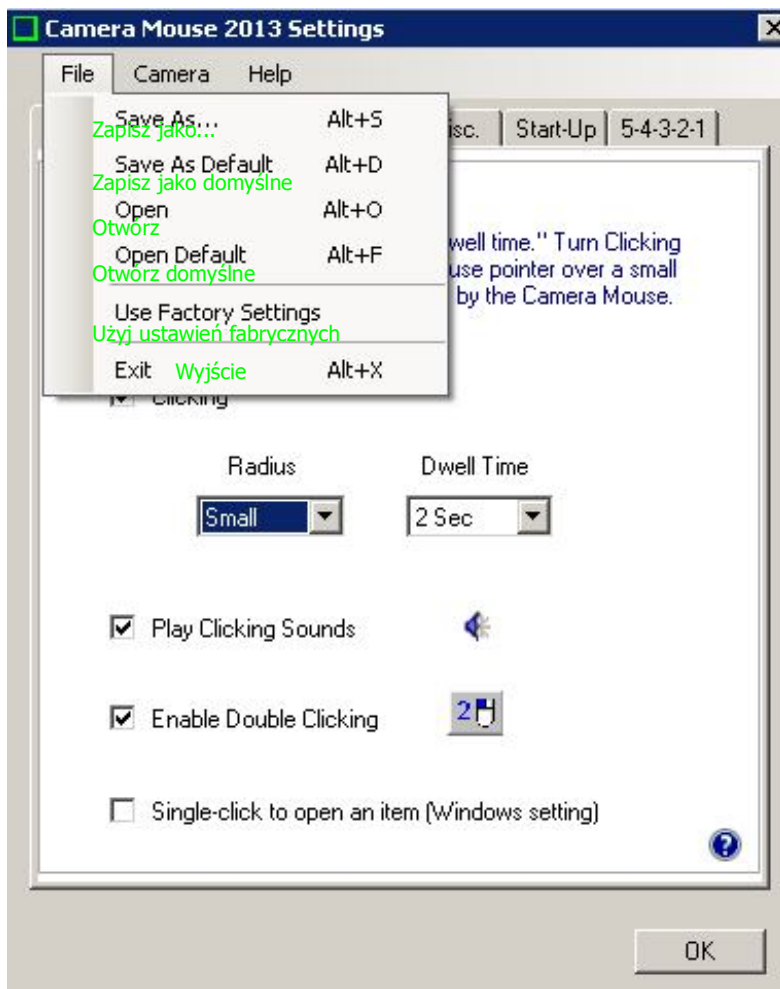 Camera Mouse 2013 Settings
File Camera Help
Save As... Alt+S
Zapisz jako...
isc. Start-Up 5-4-3-2-1
Save As Default Alt+D
Zapisz jako domyślne
Open Alt+O
Otwórz
well time." Turn Clicking
Open Default Alt+F
use pointer over a small
Otwórz domyślne
by the Camera Mouse.
Use Factory Settings
Użyj ustawień fabrycznych
Exit Wyjście Alt+X
Clicking
Radius Dwell Time
Small 2 Sec
Play Clicking Sounds
Enable Double Clicking 2
Single-click to open an item (Windows setting)
?
OK